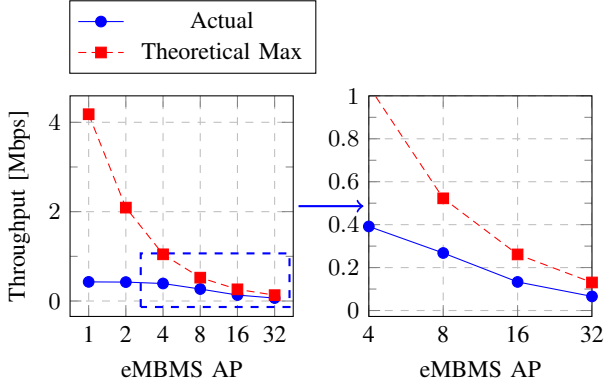 Actual
Theoretical Max
Throughput [Mbps]
4
2
0
1 2 4 8 16 32
eMBMS AP
1
0.8
0.6
0.4
0.2
0
4 8 16 32
eMBMS AP